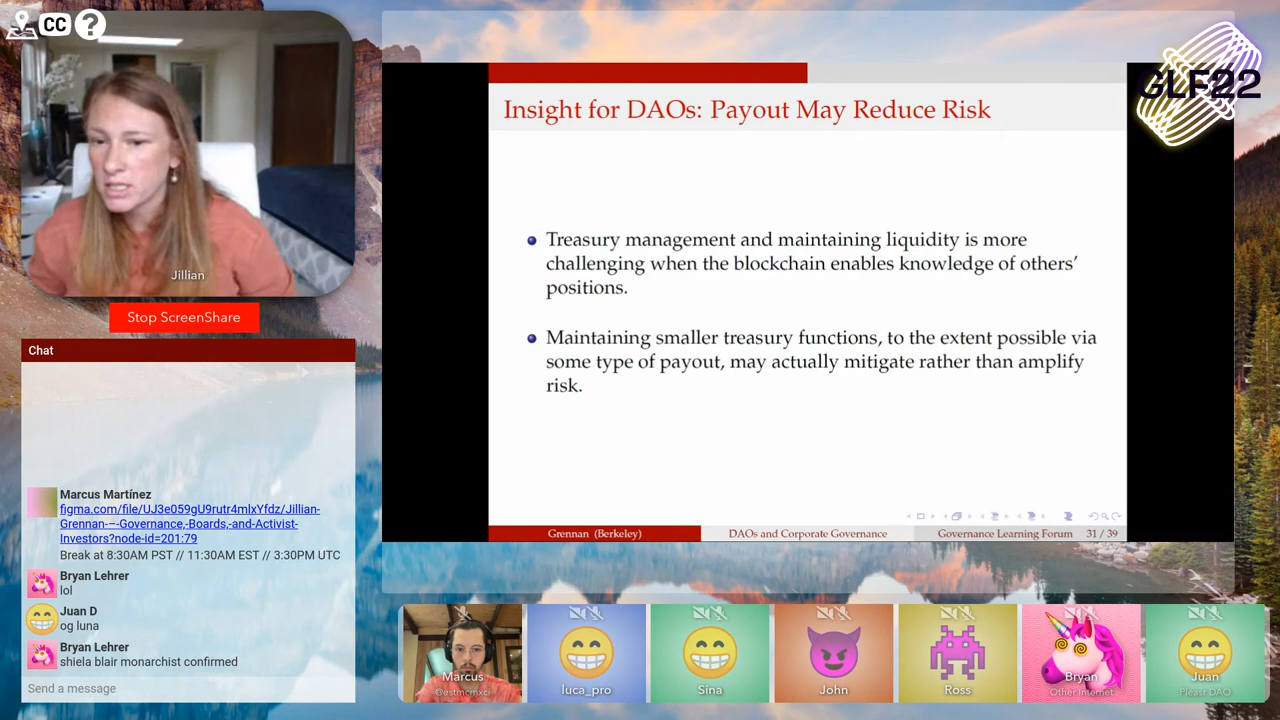 CC
?
Jillian
Stop ScreenShare
Chat
Marcus Martínez
figma.com/file/UJ3e059gU9rutr4mlxYfdz/Jillian-
Grennan-–-Governance,-Boards,-and-Activist-
Investors?node-id=201:79
Break at 8:30AM PST // 11:30AM EST // 3:30PM UTC
Bryan Lehrer
lol
Juan D
og luna
Bryan Lehrer
shiela blair monarchist confirmed
Send a message
GLF22
Insight for DAOs: Payout May Reduce Risk
Treasury management and maintaining liquidity is more
challenging when the blockchain enables knowledge of others’
positions.
Maintaining smaller treasury functions, to the extent possible via
some type of payout, may actually mitigate rather than amplify
risk.
Grennan (Berkeley)
DAOs and Corporate Governance
Governance Learning Forum
31 / 39
Marcus
@estmcmxci
luca_pro
Sina
John
Ross
Bryan
Other Internet
Juan
Please DAO